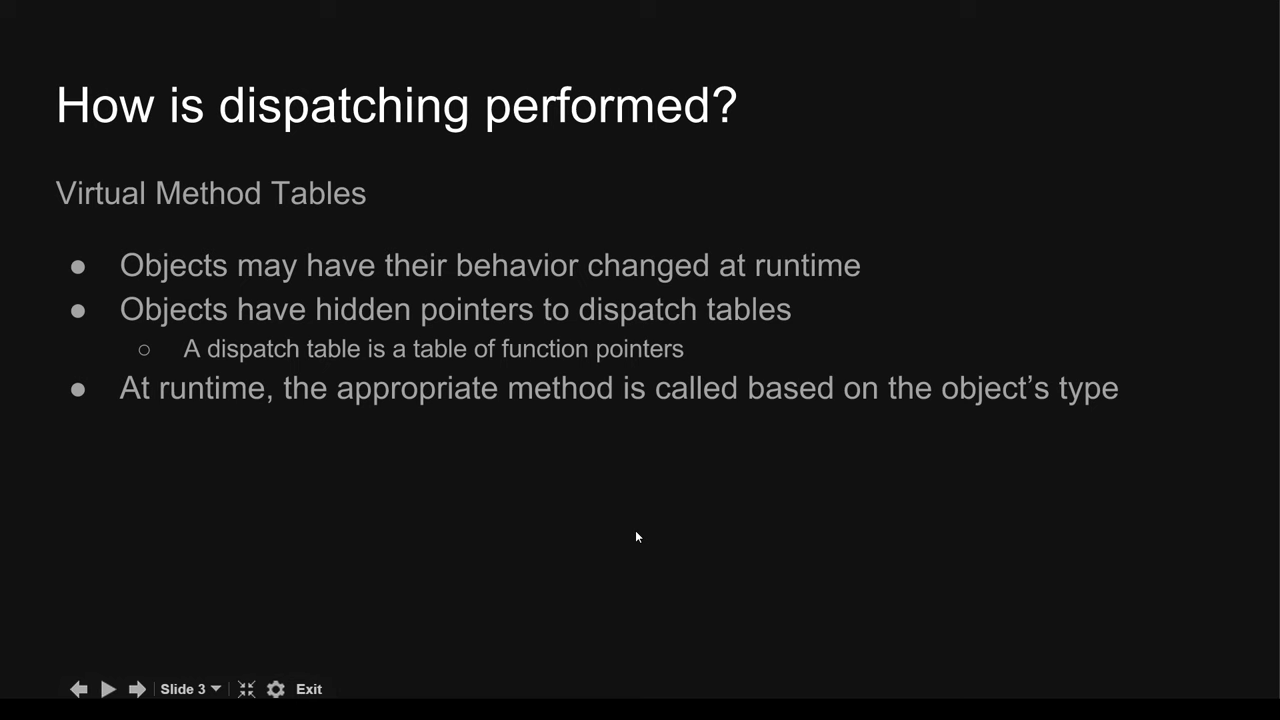 How is dispatching performed?
Virtual Method Tables
● Objects may have their behavior changed at runtime
● Objects have hidden pointers to dispatch tables
○ A dispatch table is a table of function pointers
● At runtime, the appropriate method is called based on the object’s type
Slide 3 Exit